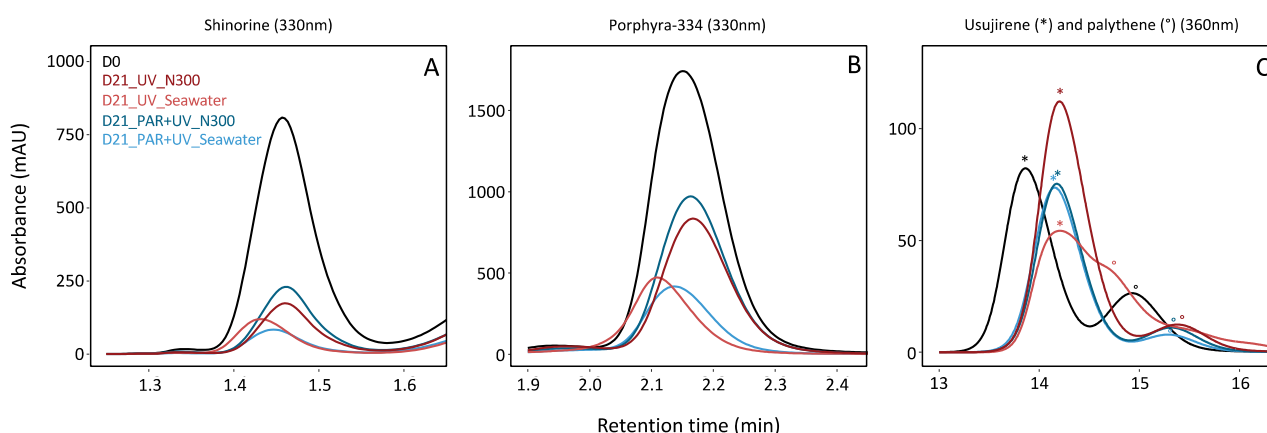 Shinorine (330nm)
Porphyra-334 (330nm)
Usujirene (*) and palythene (°) (360nm)
A
B
C
D0
D21_UV_N300
D21_UV_Seawater
D21_PAR+UV_N300
D21_PAR+UV_Seawater
Absorbance (mAU)
1000
750
500
250
0
1.3 1.4 1.5 1.6
1500
1000
500
0
1.9 2.0 2.1 2.2 2.3 2.4
100
50
0
13 14 15 16
* * * * *
° ° ° ° °
Retention time (min)